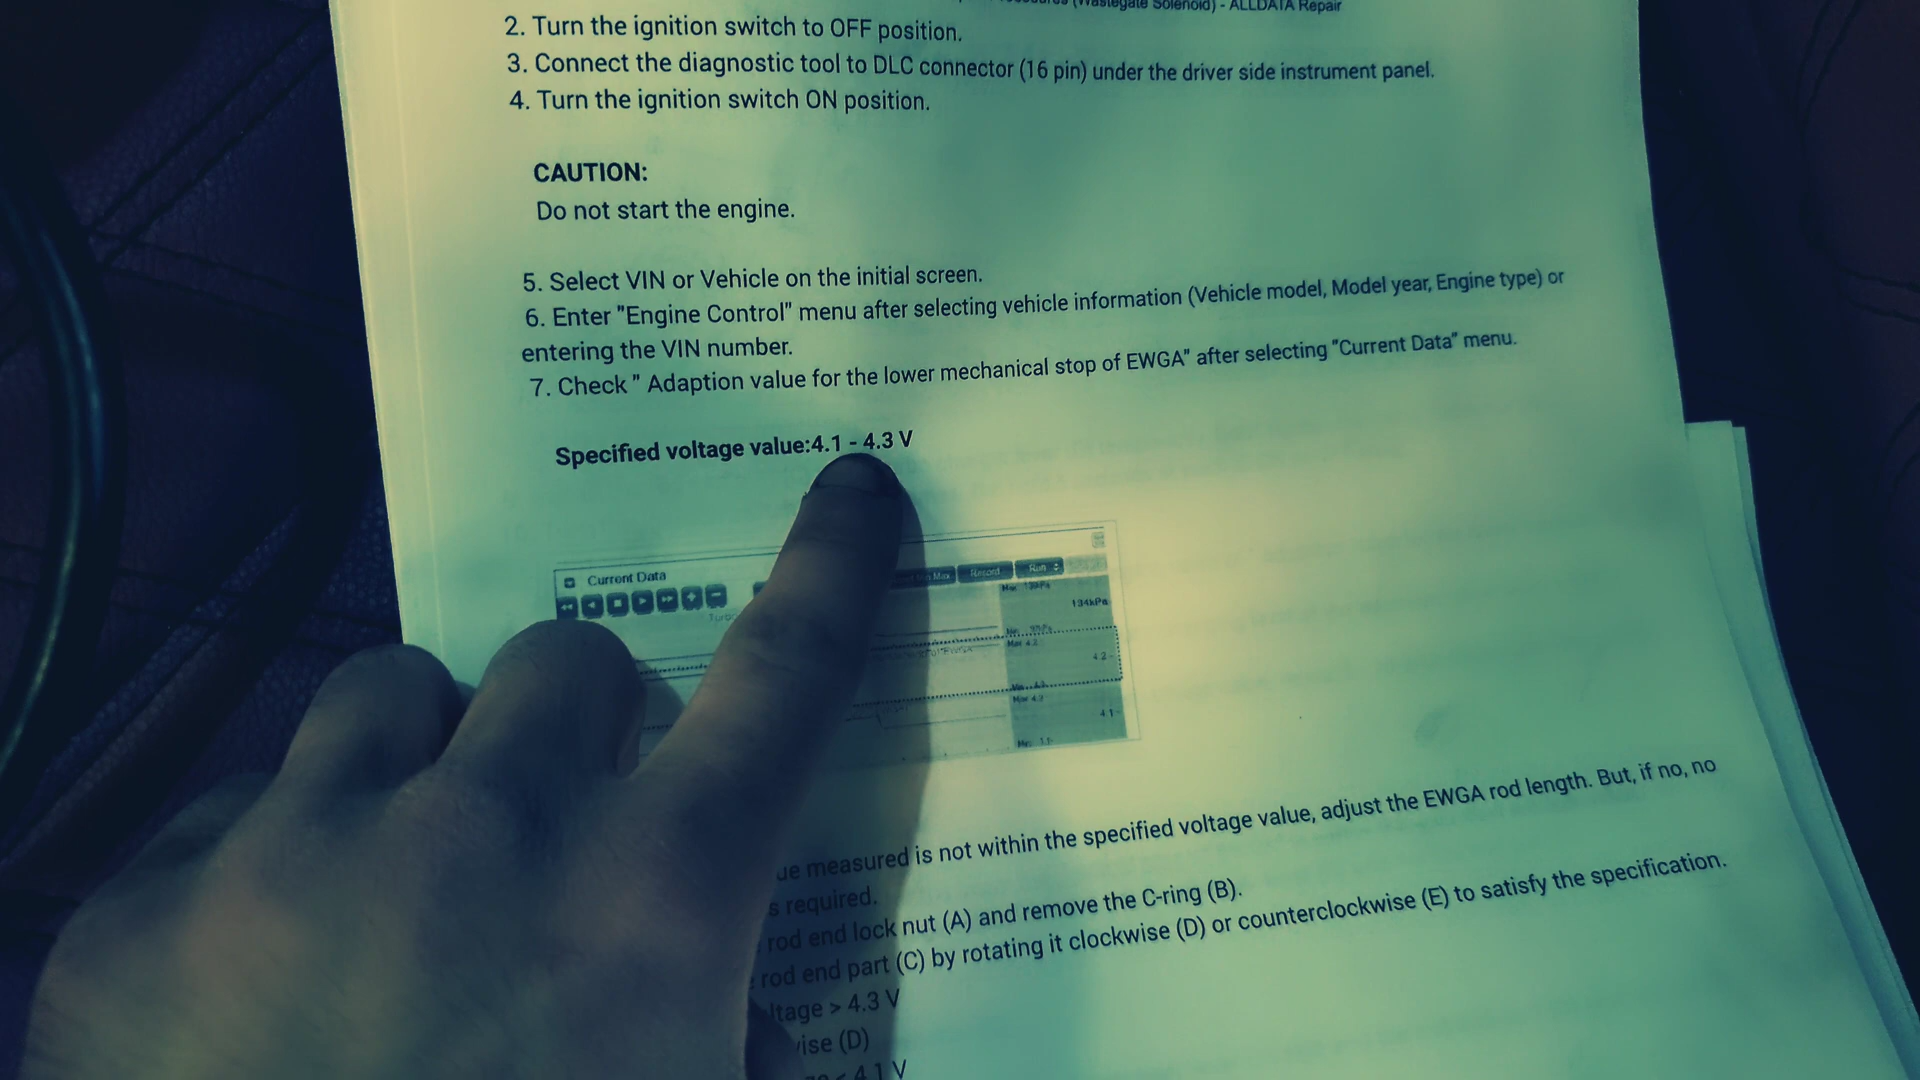 (Wastegate Solenoid) - ALLDATA Repair
2. Turn the ignition switch to OFF position.
3. Connect the diagnostic tool to DLC connector (16 pin) under the driver side instrument panel.
4. Turn the ignition switch ON position.
CAUTION:
Do not start the engine.
5. Select VIN or Vehicle on the initial screen.
6. Enter "Engine Control" menu after selecting vehicle information (Vehicle model, Model year, Engine type) or
entering the VIN number.
7. Check " Adaption value for the lower mechanical stop of EWGA" after selecting "Current Data" menu.
Specified voltage value:4.1 - 4.3 V
Current Data
Max Record Run
134kPa
Max 4.2
4.2
4.1
measured is not within the specified voltage value, adjust the EWGA rod length. But, if no, no
required.
rod end lock nut (A) and remove the C-ring (B).
rod end part (C) by rotating it clockwise (D) or counterclockwise (E) to satisfy the specification.
> 4.3 V
(D)
< 4.1 V